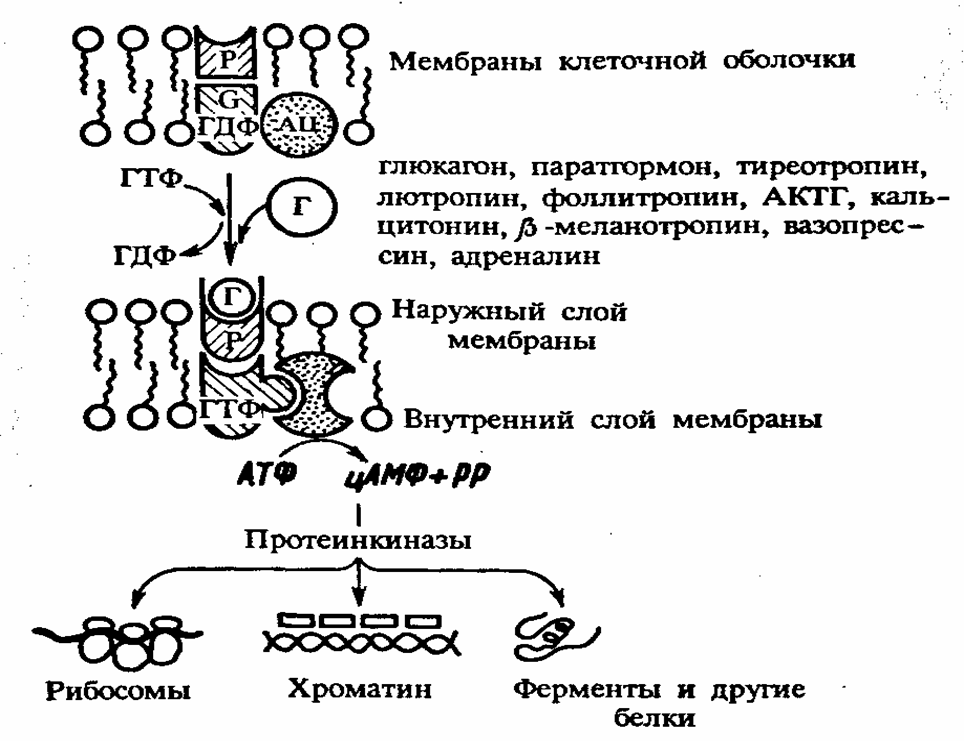 Р
Мембраны клеточной оболочки
G
ГДФ
АЦ
ГТФ
Г
ГДФ
глюкагон, паратгормон, тиреотропин,
лютропин, фоллитропин, АКТГ, каль-
цитонин, β-меланотропин, вазопрес-
син, адреналин
Г
Р
Наружный слой
мембраны
ГТФ
Внутренний слой мембраны
АТФ
цАМФ+РР
Протеинкиназы
Рибосомы
Хроматин
Ферменты и другие
белки